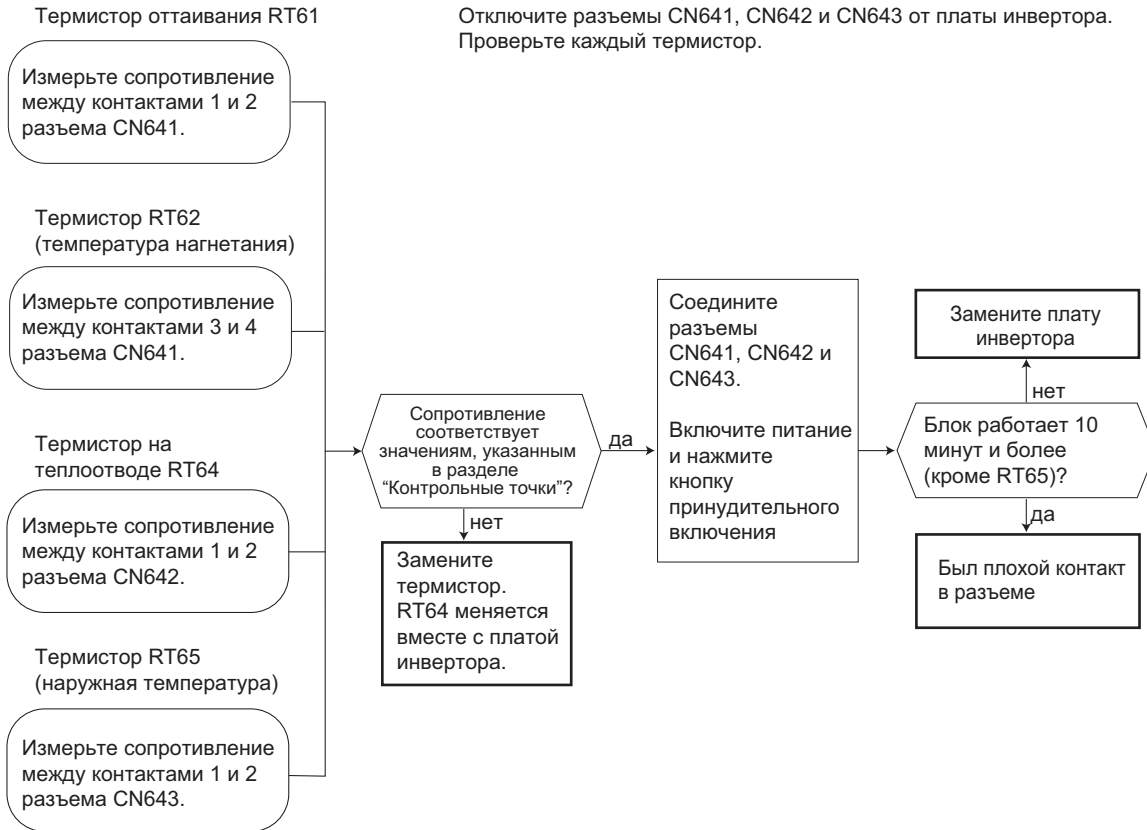 Термистор оттаивания RT61
Отключите разъемы CN641, CN642 и CN643 от платы инвертора.
Проверьте каждый термистор.
Измерьте сопротивление
между контактами 1 и 2
разъема CN641.
Термистор RT62
(температура нагнетания)
Измерьте сопротивление
между контактами 3 и 4
разъема CN641.
Термистор на
теплоотводе RT64
Измерьте сопротивление
между контактами 1 и 2
разъема CN642.
Термистор RT65
(наружная температура)
Измерьте сопротивление
между контактами 1 и 2
разъема CN643.
Сопротивление
соответствует
значениям, указанным
в разделе
“Контрольные точки”?
да
нет
Замените
термистор.
RT64 меняется
вместе с платой
инвертора.
Соедините
разъемы
CN641, CN642 и
CN643.
Включите питание
и нажмите
кнопку
принудительного
включения
Замените плату
инвертора
нет
Блок работает 10
минут и более
(кроме RT65)?
да
Был плохой контакт
в разъеме